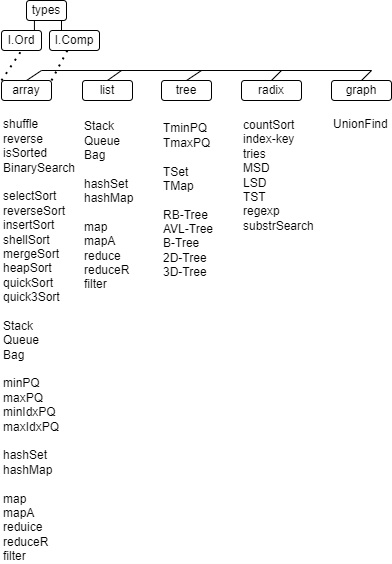 types
I.Ord
I.Comp
array
list
tree
radix
graph
shuffle
reverse
isSorted
BinarySearch
selectSort
reverseSort
insertSort
shellSort
mergeSort
heapSort
quickSort
quick3Sort
Stack
Queue
Bag
minPQ
maxPQ
minIdxPQ
maxIdxPQ
hashSet
hashMap
map
mapA
reduice
reduceR
filter
Stack
Queue
Bag
hashSet
hashMap
map
mapA
reduce
reduceR
filter
TminPQ
TmaxPQ
TSet
TMap
RB-Tree
AVL-Tree
B-Tree
2D-Tree
3D-Tree
countSort
index-key
tries
MSD
LSD
TST
regexp
substrSearch
UnionFind